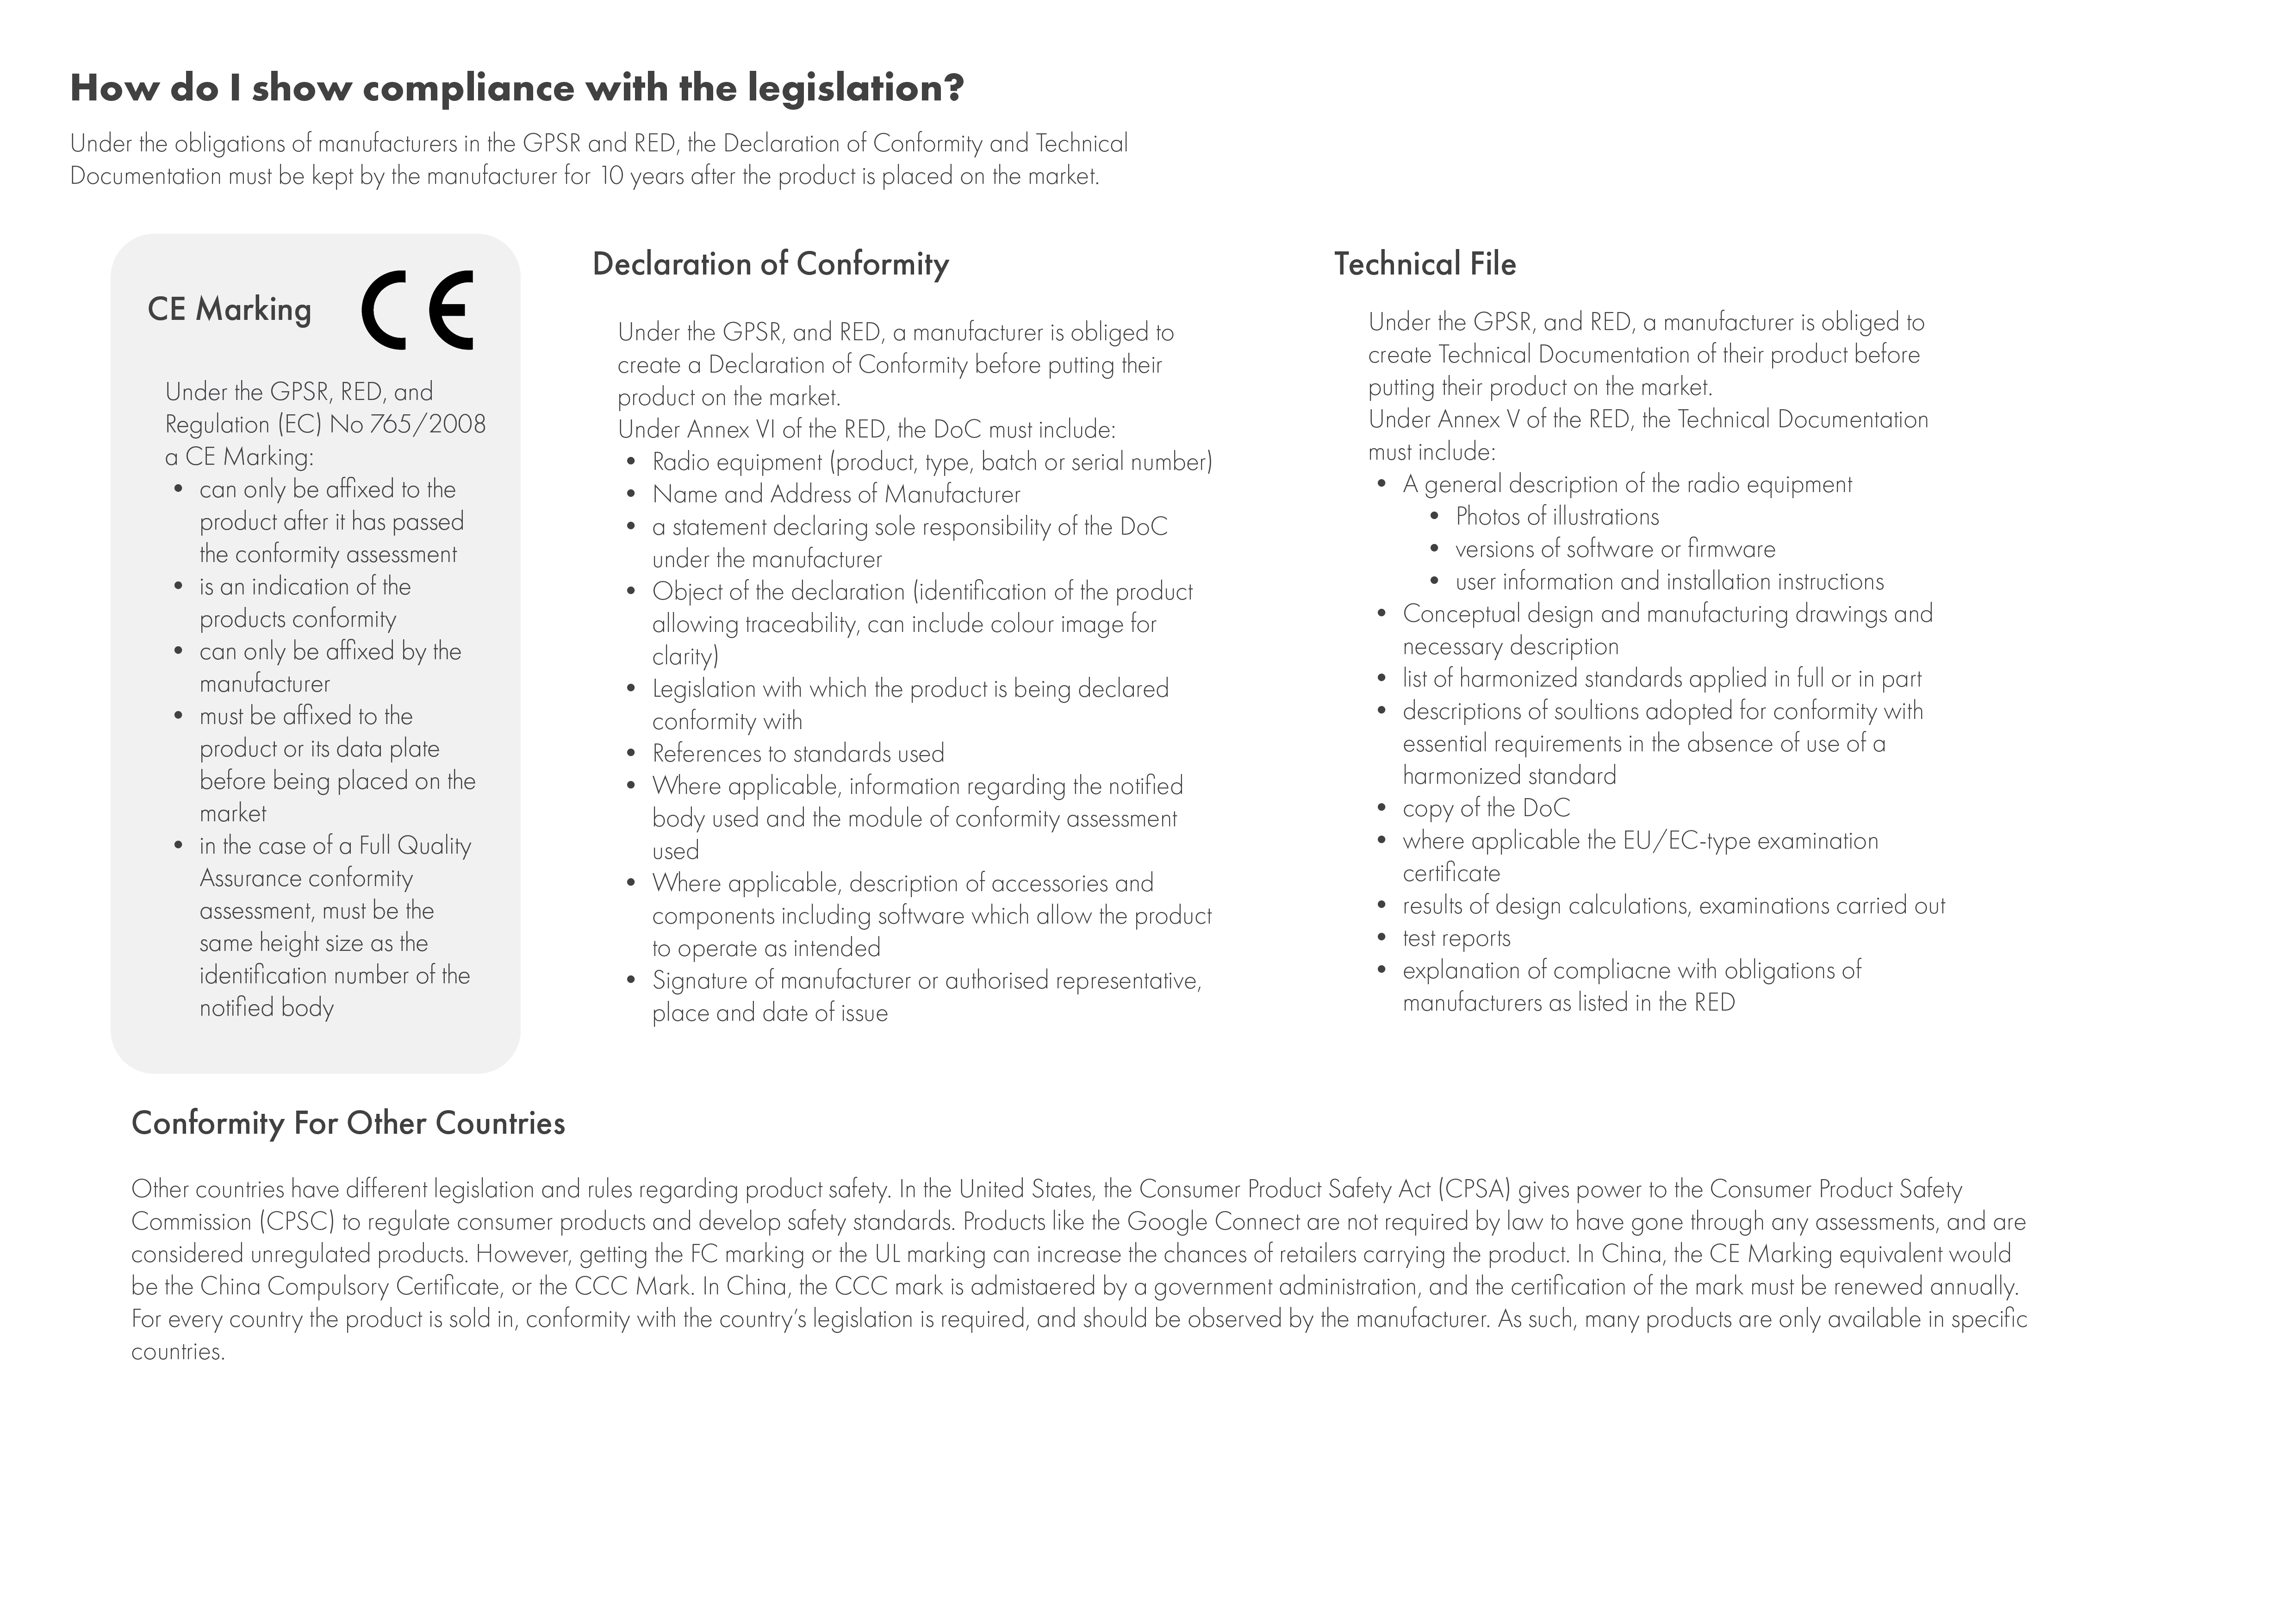 How do I show compliance with the legislation?
Under the obligations of manufacturers in the GPSR and RED, the Declaration of Conformity and Technical
Documentation must be kept by the manufacturer for 10 years after the product is placed on the market.
CE Marking
CE
Under the GPSR, RED, and
Regulation (EC) No 765/2008
a CE Marking:
• can only be affixed to the
product after it has passed
the conformity assessment
• is an indication of the
products conformity
• can only be affixed by the
manufacturer
• must be affixed to the
product or its data plate
before being placed on the
market
• in the case of a Full Quality
Assurance conformity
assessment, must be the
same height size as the
identification number of the
notified body
Declaration of Conformity
Under the GPSR, and RED, a manufacturer is obliged to
create a Declaration of Conformity before putting their
product on the market.
Under Annex VI of the RED, the DoC must include:
• Radio equipment (product, type, batch or serial number)
• Name and Address of Manufacturer
• a statement declaring sole responsibility of the DoC
under the manufacturer
• Object of the declaration (identification of the product
allowing traceability, can include colour image for
clarity)
• Legislation with which the product is being declared
conformity with
• References to standards used
• Where applicable, information regarding the notified
body used and the module of conformity assessment
used
• Where applicable, description of accessories and
components including software which allow the product
to operate as intended
• Signature of manufacturer or authorised representative,
place and date of issue
Technical File
Under the GPSR, and RED, a manufacturer is obliged to
create Technical Documentation of their product before
putting their product on the market.
Under Annex V of the RED, the Technical Documentation
must include:
• A general description of the radio equipment
• Photos of illustrations
• versions of software or firmware
• user information and installation instructions
• Conceptual design and manufacturing drawings and
necessary description
• list of harmonized standards applied in full or in part
• descriptions of soultions adopted for conformity with
essential requirements in the absence of use of a
harmonized standard
• copy of the DoC
• where applicable the EU/EC-type examination
certificate
• results of design calculations, examinations carried out
• test reports
• explanation of compliacne with obligations of
manufacturers as listed in the RED
Conformity For Other Countries
Other countries have different legislation and rules regarding product safety. In the United States, the Consumer Product Safety Act (CPSA) gives power to the Consumer Product Safety
Commission (CPSC) to regulate consumer products and develop safety standards. Products like the Google Connect are not required by law to have gone through any assessments, and are
considered unregulated products. However, getting the FC marking or the UL marking can increase the chances of retailers carrying the product. In China, the CE Marking equivalent would
be the China Compulsory Certificate, or the CCC Mark. In China, the CCC mark is admistaered by a government administration, and the certification of the mark must be renewed annually.
For every country the product is sold in, conformity with the country's legislation is required, and should be observed by the manufacturer. As such, many products are only available in specific
countries.